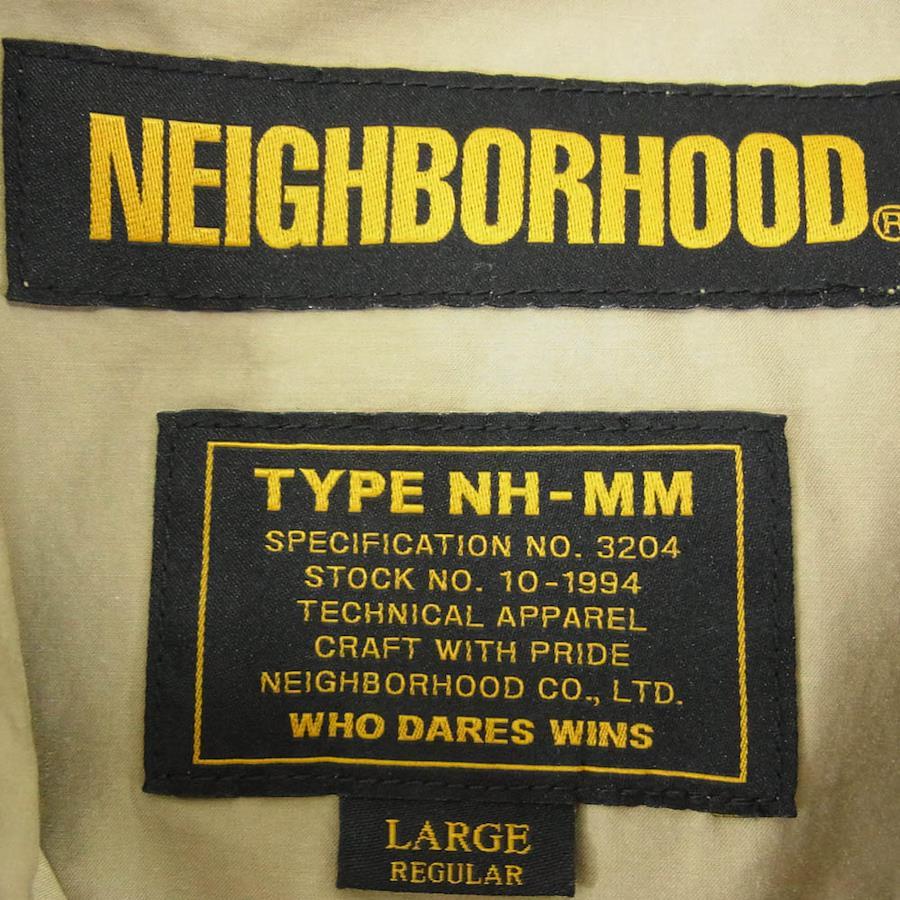 NEIGHBORHOOD®
TYPE NH-MM
SPECIFICATION NO. 3204
STOCK NO. 10-1994
TECHNICAL APPAREL
CRAFT WITH PRIDE
NEIGHBORHOOD CO., LTD.
WHO DARES WINS
LARGE
REGULAR